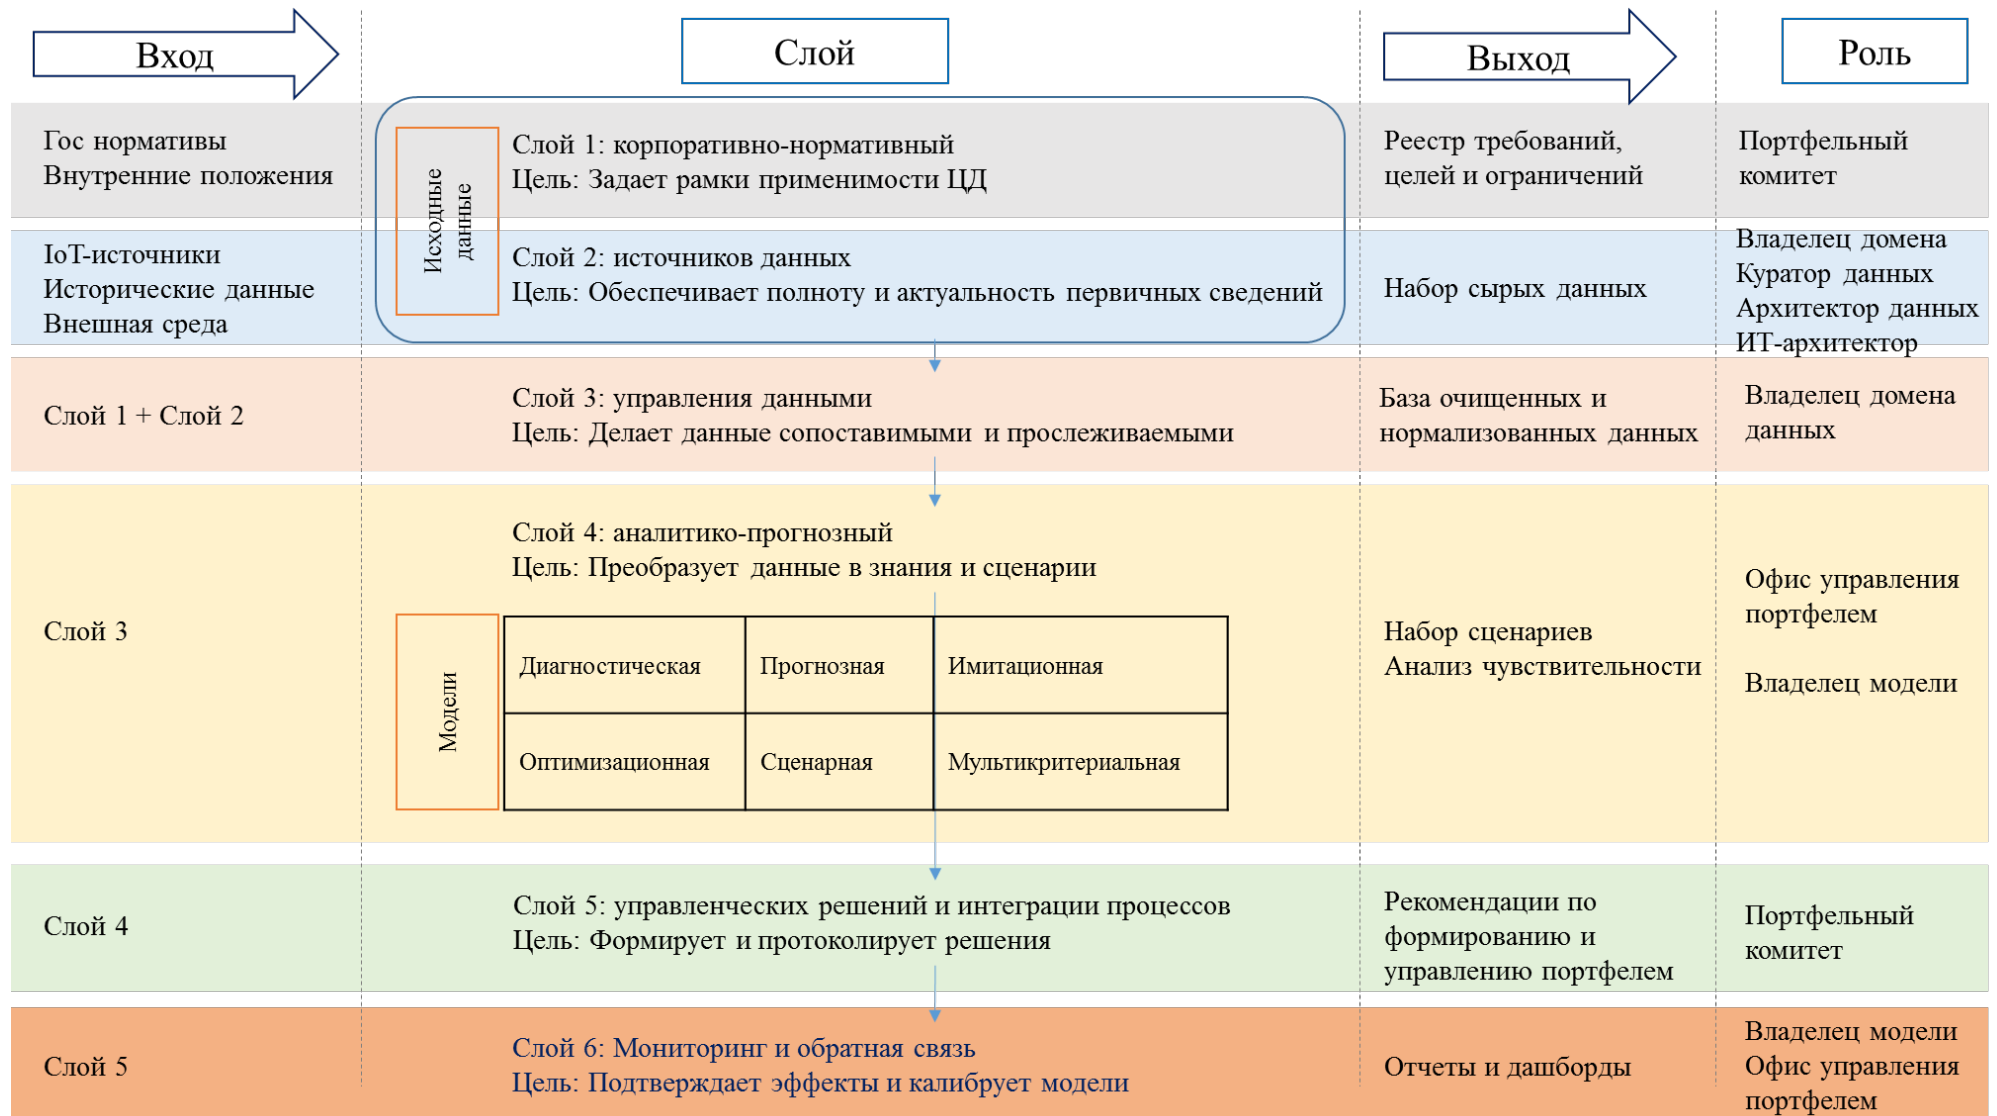 Вход
Слой
Выход
Роль
Гос нормативы
Внутренние положения
Исходные
данные
Слой 1: корпоративно-нормативный
Цель: Задает рамки применимости ЦД
Реестр требований,
целей и ограничений
Портфельный
комитет
IoT-источники
Исторические данные
Внешная среда
Слой 2: источников данных
Цель: Обеспечивает полноту и актуальность первичных сведений
Набор сырых данных
Владелец домена
Куратор данных
Архитектор данных
ИТ-архитектор
Слой 1 + Слой 2
Слой 3: управления данными
Цель: Делает данные сопоставимыми и прослеживаемыми
База очищенных и
нормализованных данных
Владелец домена
данных
Слой 3
Слой 4: аналитико-прогнозный
Цель: Преобразует данные в знания и сценарии
Модели
Диагностическая
Прогнозная
Имитационная
Оптимизационная
Сценарная
Мультикритериальная
Набор сценариев
Анализ чувствительности
Офис управления
портфелем
Владелец модели
Слой 4
Слой 5: управленческих решений и интеграции процессов
Цель: Формирует и протоколирует решения
Рекомендации по
формированию и
управлению портфелем
Портфельный
комитет
Слой 5
Слой 6: Мониторинг и обратная связь
Цель: Подтверждает эффекты и калибрует модели
Отчеты и дашборды
Владелец модели
Офис управления
портфелем